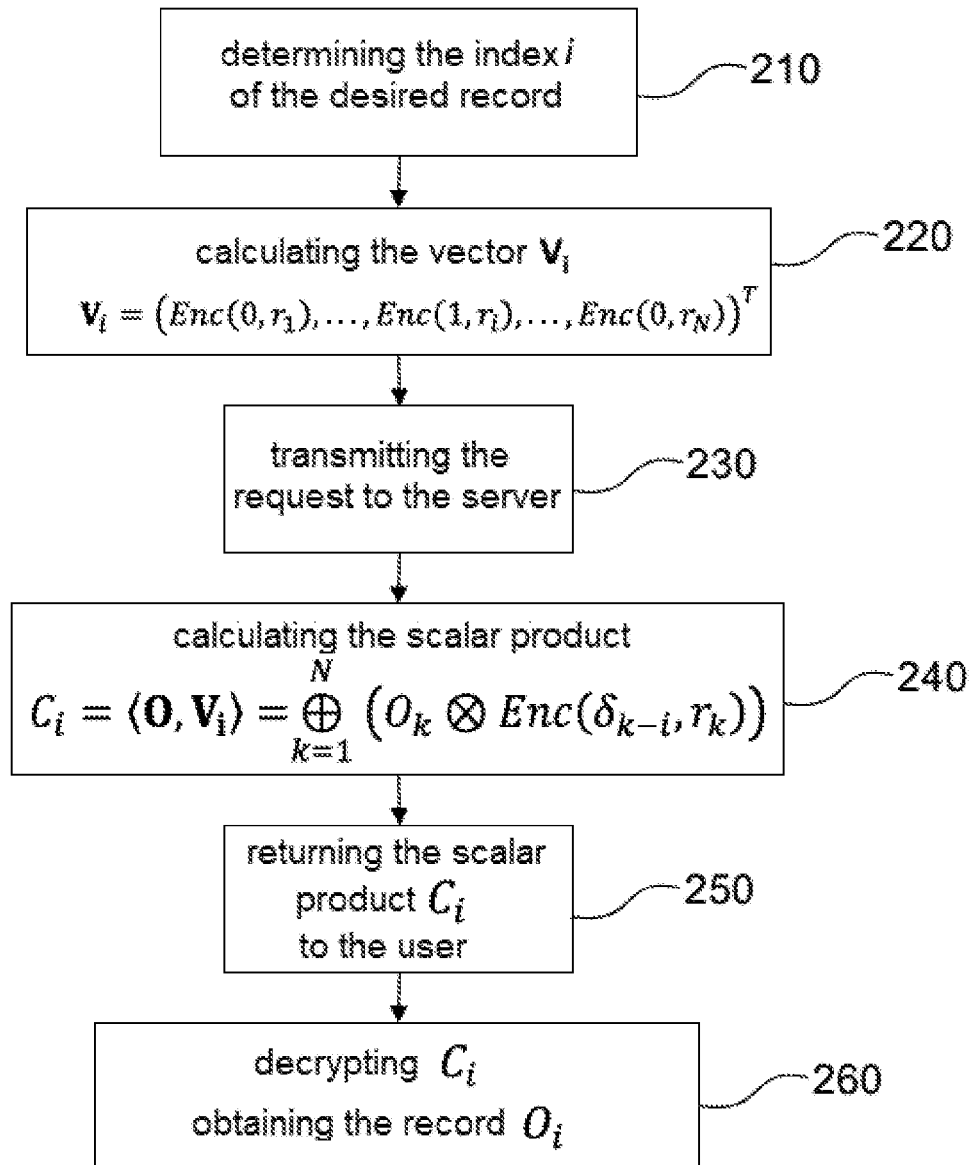 determining the index i
of the desired record
210
calculating the vector V_i
V_i = (Enc(0, r_1), ..., Enc(1, r_i), ..., Enc(0, r_N))^T
220
transmitting the
request to the server
230
calculating the scalar product
C_i = ⟨O, V_i⟩ = ⊕_{k=1}^{N} (O_k ⊗ Enc(δ_{k-i}, r_k))
240
returning the scalar
product C_i
to the user
250
decrypting C_i
obtaining the record O_i
260